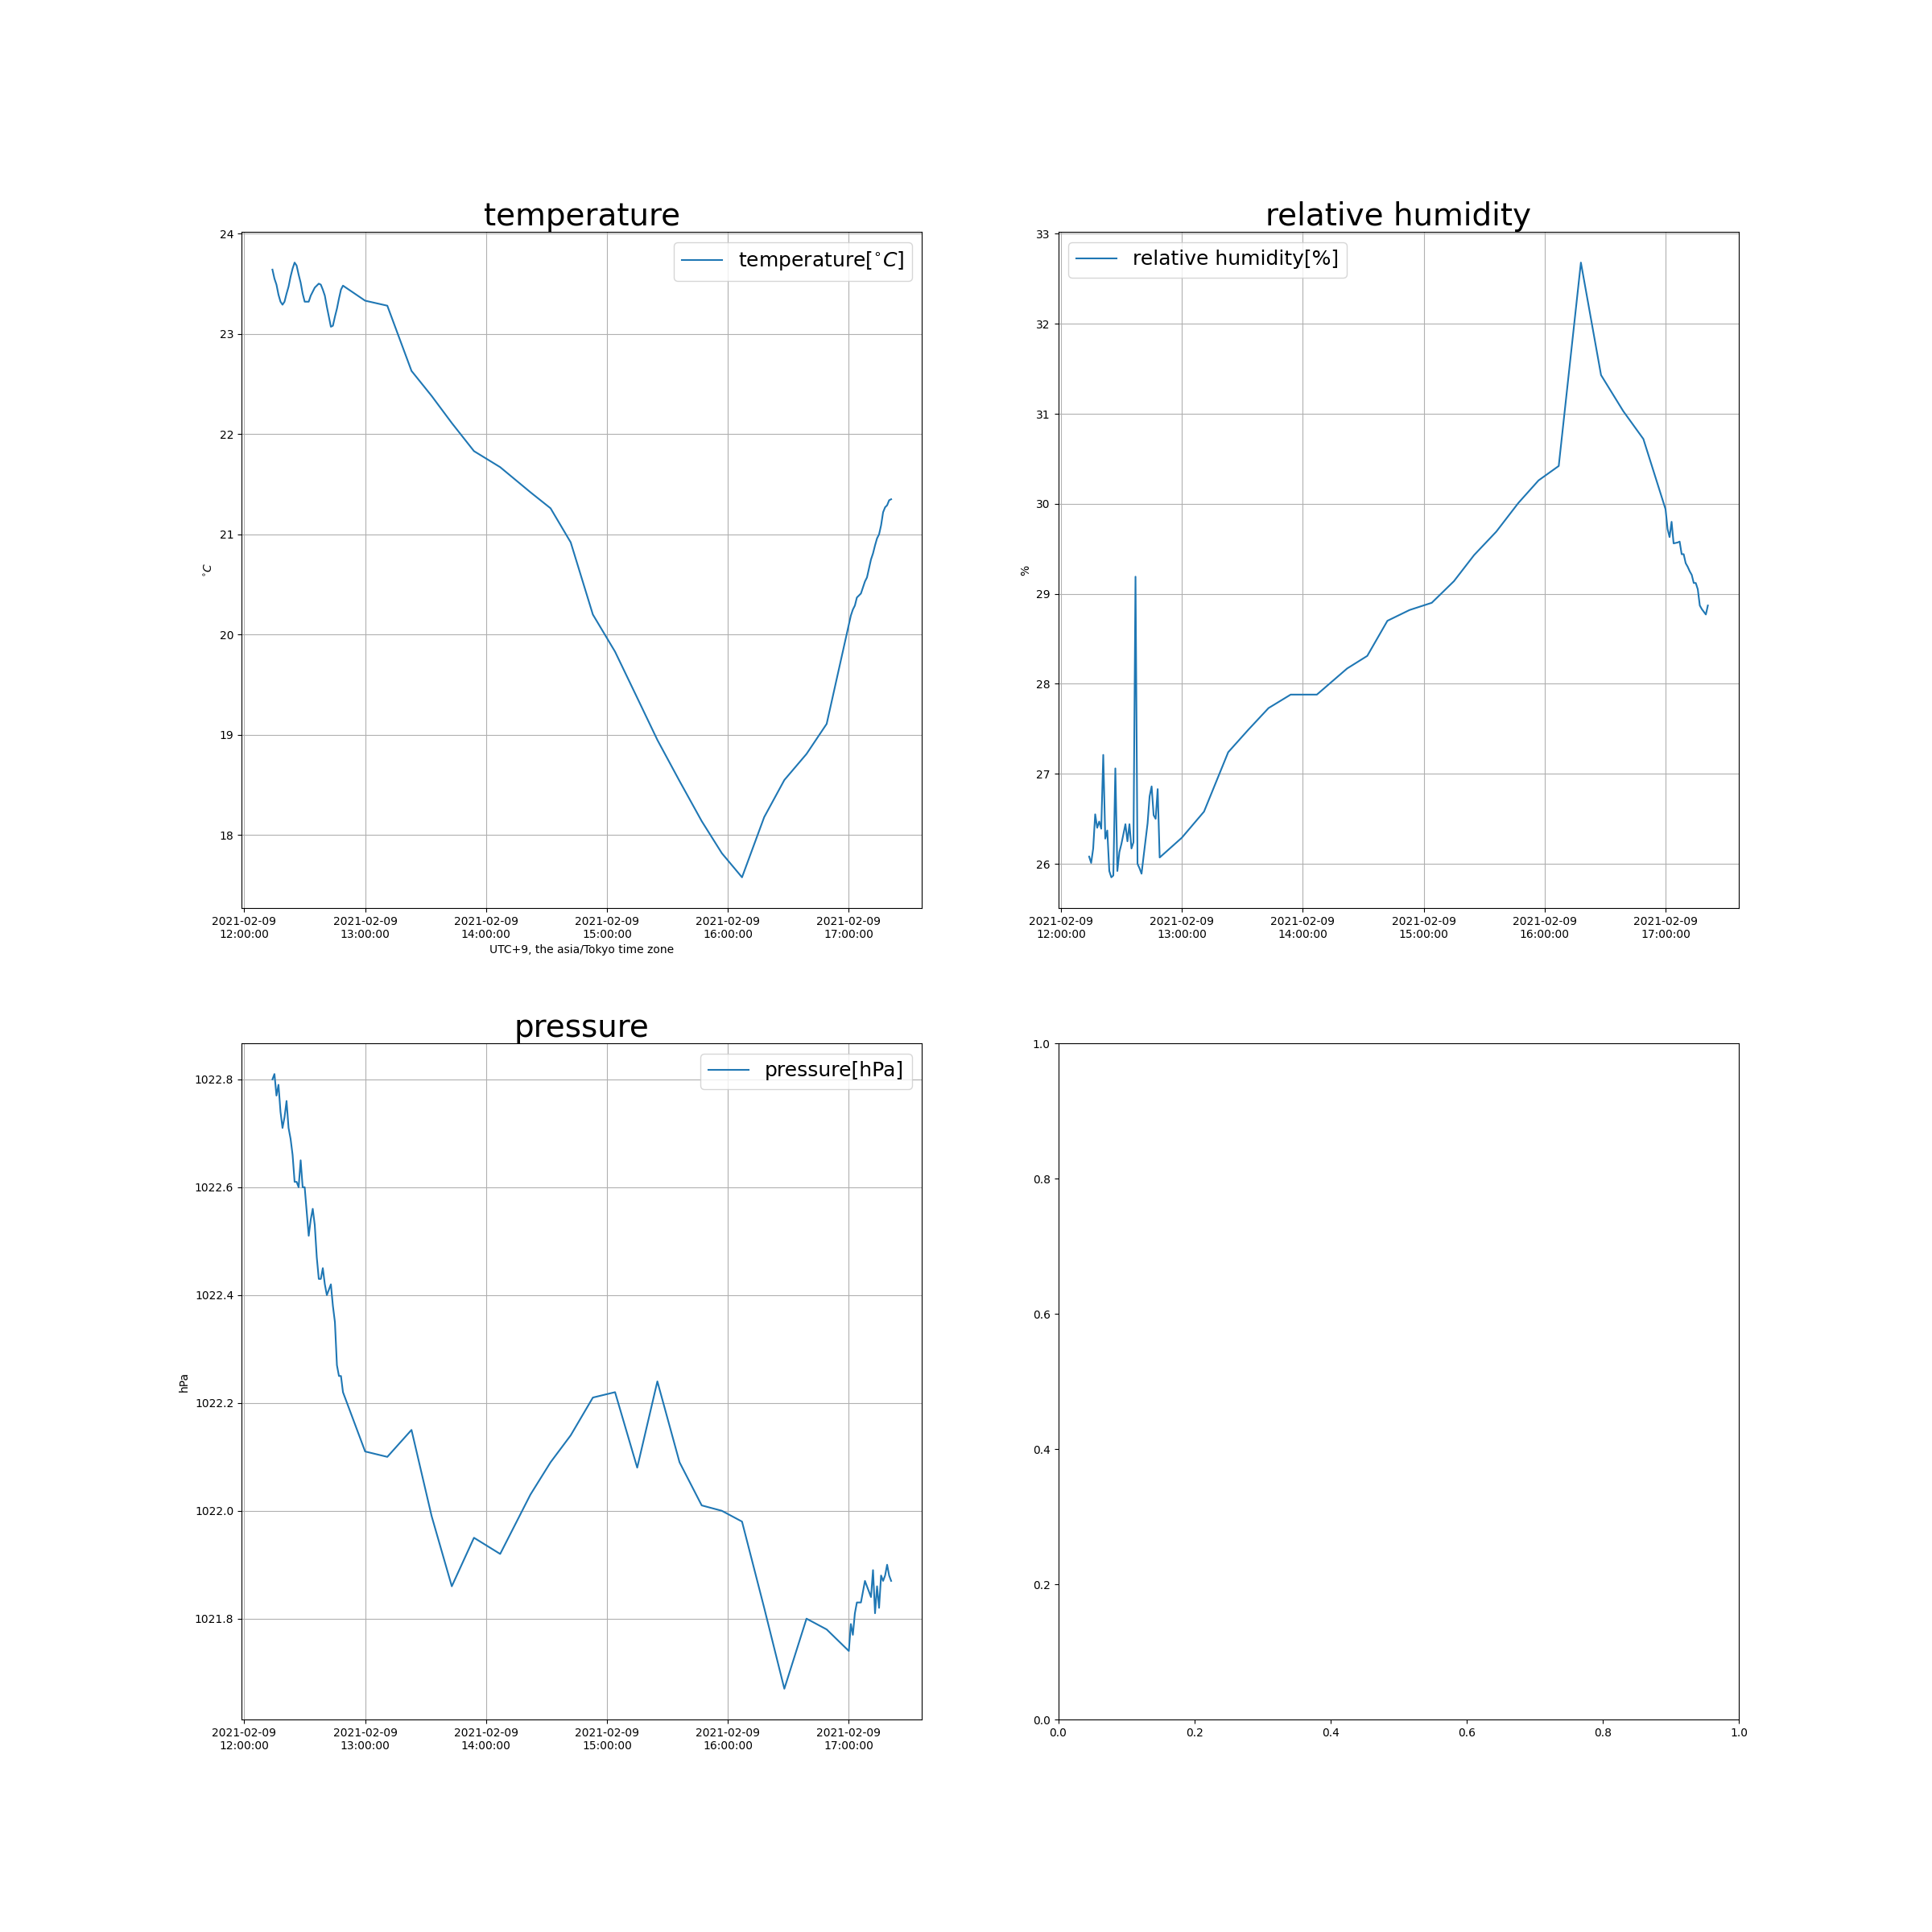 temperature
24
23
22
21
20
19
18
°C
temperature[°C]
2021-02-09 2021-02-09 2021-02-09 2021-02-09 2021-02-09 2021-02-09
12:00:00 13:00:00 14:00:00 15:00:00 16:00:00 17:00:00
UTC+9, the asia/Tokyo time zone
relative humidity
33
32
31
30
29
28
27
26
%
relative humidity[%]
2021-02-09 2021-02-09 2021-02-09 2021-02-09 2021-02-09 2021-02-09
12:00:00 13:00:00 14:00:00 15:00:00 16:00:00 17:00:00
pressure
1022.8
1022.6
1022.4
1022.2
1022.0
1021.8
hPa
pressure[hPa]
2021-02-09 2021-02-09 2021-02-09 2021-02-09 2021-02-09 2021-02-09
12:00:00 13:00:00 14:00:00 15:00:00 16:00:00 17:00:00
1.0
0.8
0.6
0.4
0.2
0.0
0.0 0.2 0.4 0.6 0.8 1.0